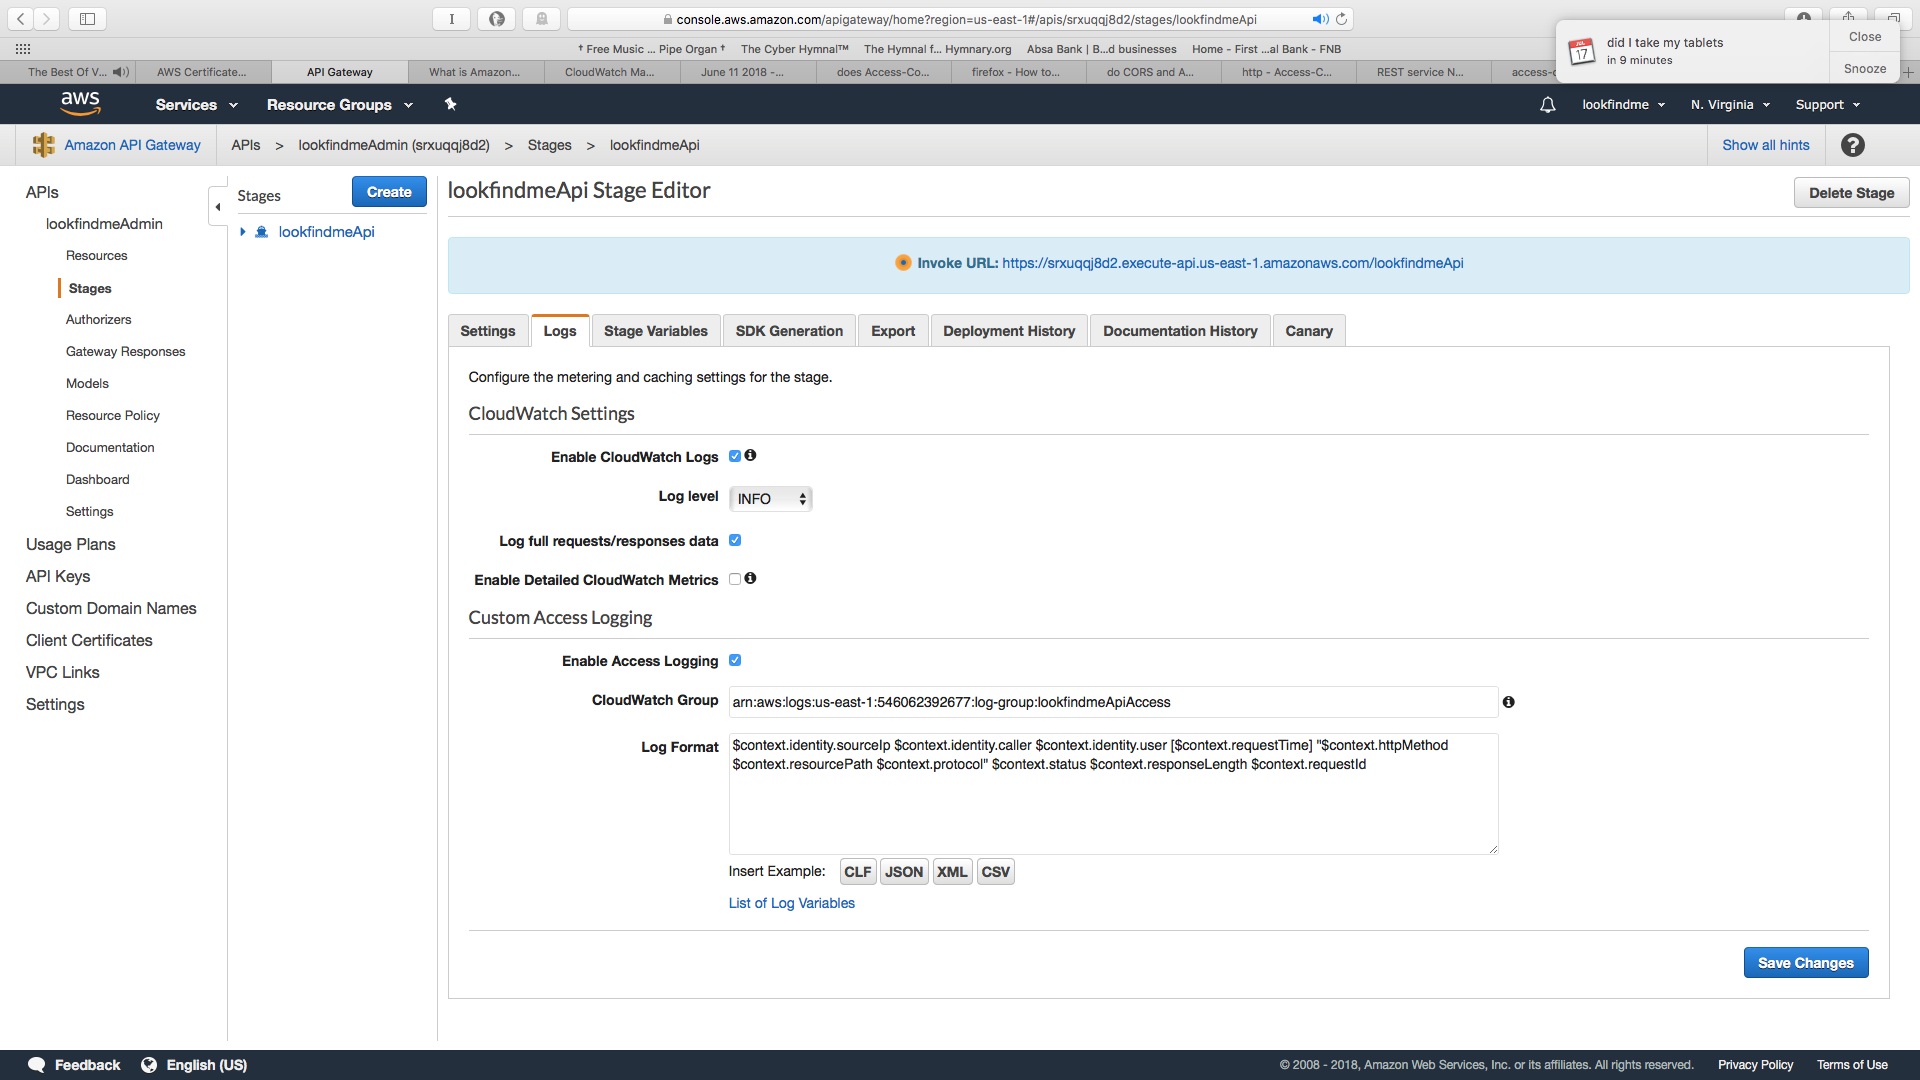 console.aws.amazon.com/apigateway/home?region=us-east-1#/apis/srxuqqj8d2/stages/lookfindmeApi
† Free Music ... Pipe Organ † The Cyber Hymnal™ The Hymnal f... Hymnary.org Absa Bank | B...d businesses Home - First ...al Bank - FNB
JUL 17 did I take my tablets Close
in 9 minutes Snooze
The Best Of V... AWS Certificate... API Gateway What is Amazon... CloudWatch Ma... June 11 2018 -... does Access-Co... firefox - How to... do CORS and A... http - Access-C... REST service N... access-c
aws Services Resource Groups lookfindme N. Virginia Support
Amazon API Gateway APIs > lookfindmeAdmin (srxuqqj8d2) > Stages > lookfindmeApi Show all hints ?
APIs
lookfindmeAdmin
Resources
Stages
Authorizers
Gateway Responses
Models
Resource Policy
Documentation
Dashboard
Settings
Usage Plans
API Keys
Custom Domain Names
Client Certificates
VPC Links
Settings
Stages Create
lookfindmeApi
lookfindmeApi Stage Editor Delete Stage
Invoke URL: https://srxuqqj8d2.execute-api.us-east-1.amazonaws.com/lookfindmeApi
Settings Logs Stage Variables SDK Generation Export Deployment History Documentation History Canary
Configure the metering and caching settings for the stage.
CloudWatch Settings
Enable CloudWatch Logs
Log level INFO
Log full requests/responses data
Enable Detailed CloudWatch Metrics
Custom Access Logging
Enable Access Logging
CloudWatch Group arn:aws:logs:us-east-1:546062392677:log-group:lookfindmeApiAccess
Log Format $context.identity.sourceIp $context.identity.caller $context.identity.user [$context.requestTime] "$context.httpMethod
$context.resourcePath $context.protocol" $context.status $context.responseLength $context.requestId
Insert Example: CLF JSON XML CSV
List of Log Variables
Save Changes
Feedback English (US) © 2008 - 2018, Amazon Web Services, Inc. or its affiliates. All rights reserved. Privacy Policy Terms of Use